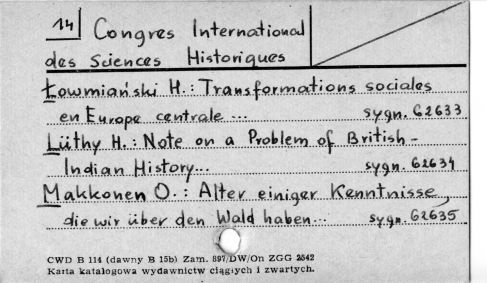 14 Congres International
des Sciences Historiques
Łowmiański H.: Transformations sociales
en Europe centrale... sygn. 62633
Lüthy H.: Note on a Problem of British-
Indian History... sygn. 62634
Makkonen O.: Alter einiger Kenntnisse,
die wir über den Wald haben... sygn. 62635
CWD B 114 (dawny B 15b) Zam. 897/DW/On ZGG 2542
Karta katalogowa wydawnictw ciągłych i zwartych.